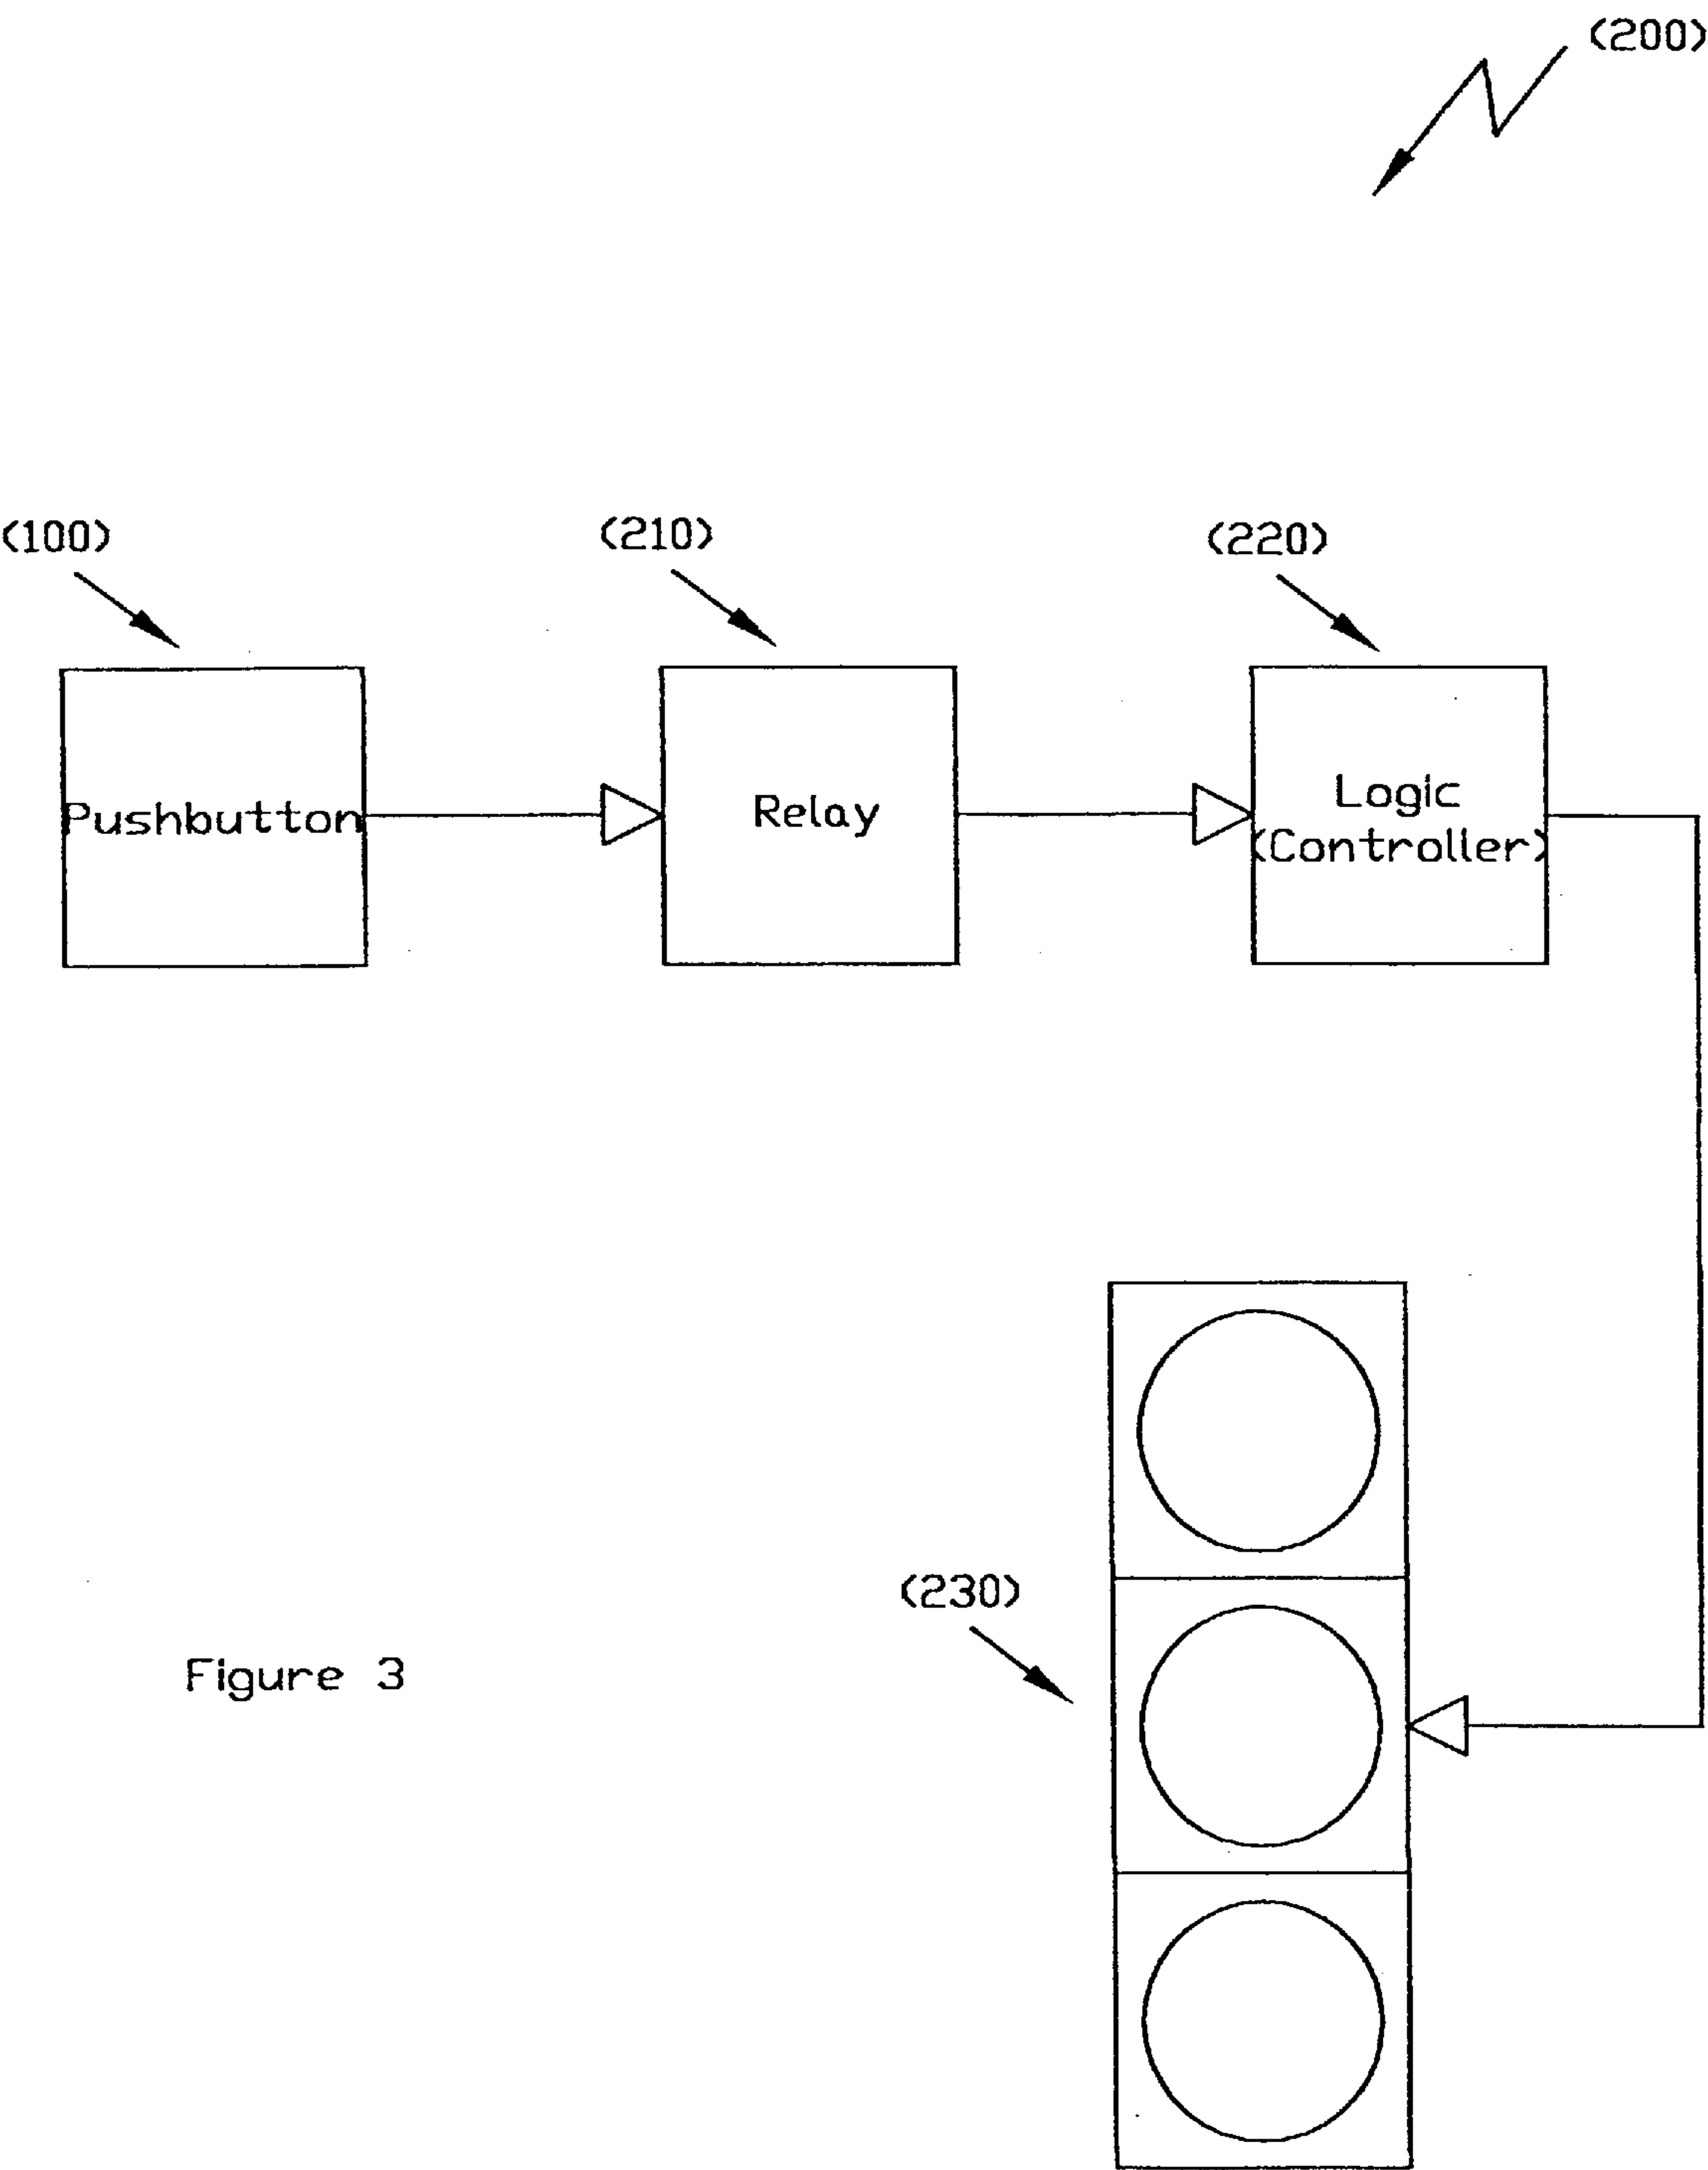 (200)
(100)
(210)
(220)
Pushbutton
Relay
Logic
(Controller)
(230)
Figure 3